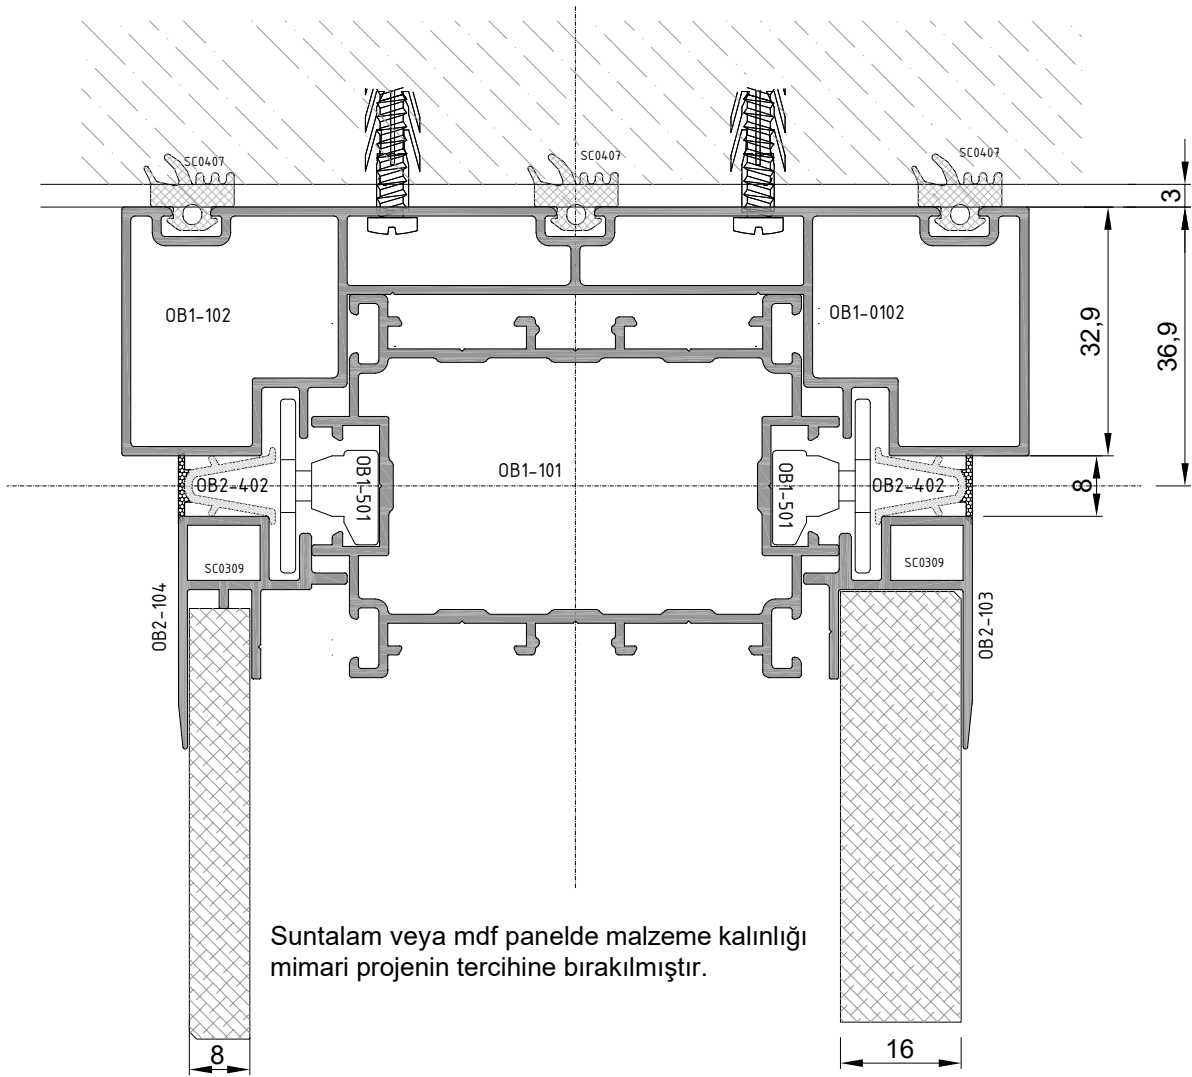 SC0407
SC0407
SC0407
3
OB1-102
OB1-0102
32,9
36,9
OB1-101
OB1-501
OB1-501
OB2-402
OB2-402
8
SC0309
SC0309
OB2-104
OB2-103
Suntalam veya mdf panelde malzeme kalınlığı
mimari projenin tercihine bırakılmıştır.
8
16